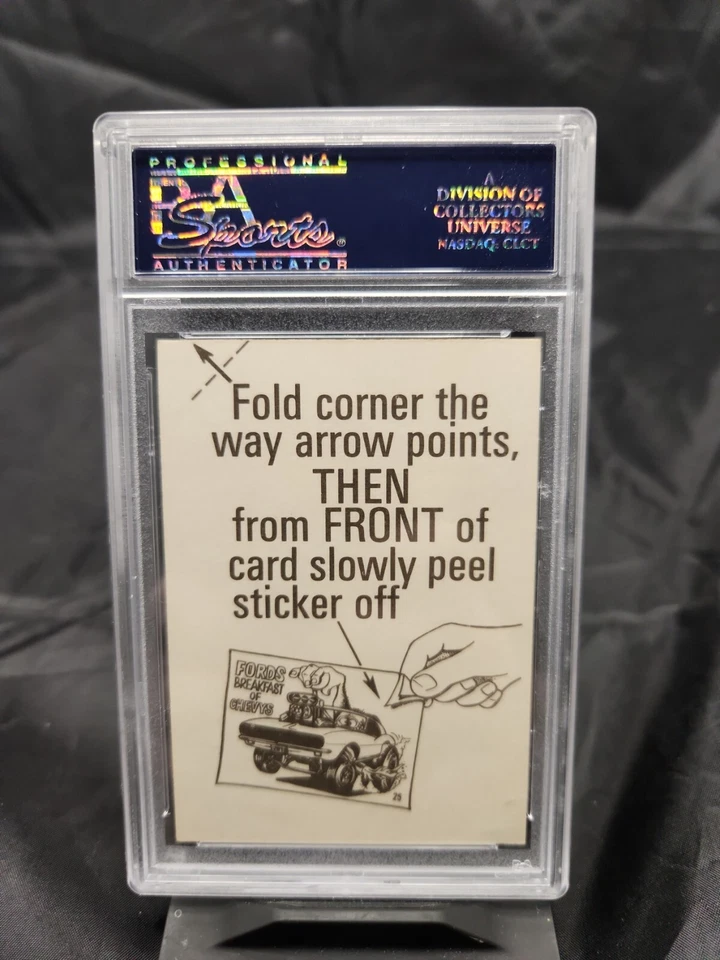 PROFESSIONAL
PSA
Sports®
AUTHENTICATOR
A
DIVISION OF
COLLECTORS
UNIVERSE
NASDAQ: CLCT
Fold corner the
way arrow points,
THEN
from FRONT of
card slowly peel
sticker off
FORDS
BREAKFAST
OF
CHEVYS